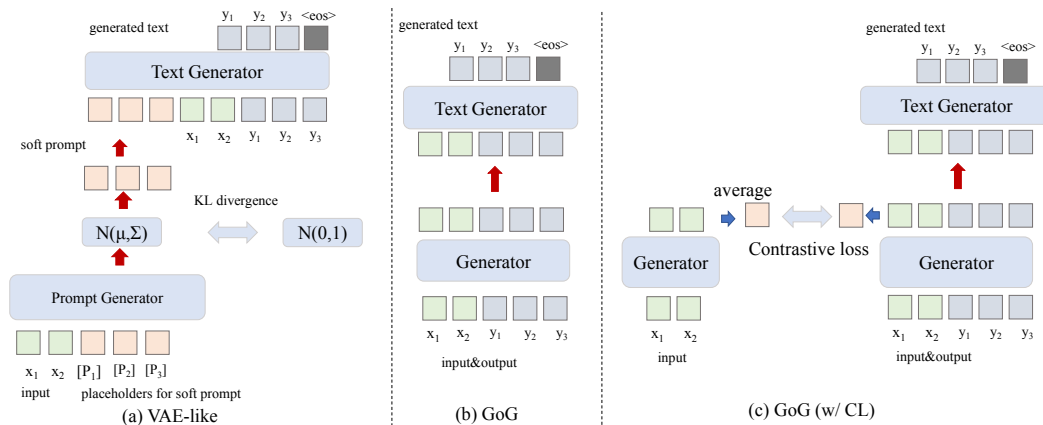 generated text
y1 y2 y3 <eos>
Text Generator
x1 x2 y1 y2 y3
soft prompt
KL divergence
N(μ,Σ)
N(0,1)
Prompt Generator
x1 x2 [P1] [P2] [P3]
input placeholders for soft prompt
(a) VAE-like
generated text
y1 y2 y3 <eos>
Text Generator
Generator
x1 x2 y1 y2 y3
input&output
(b) GoG
generated text
y1 y2 y3 <eos>
Text Generator
average
Contrastive loss
Generator
x1 x2
input
Generator
x1 x2 y1 y2 y3
input&output
(c) GoG (w/ CL)